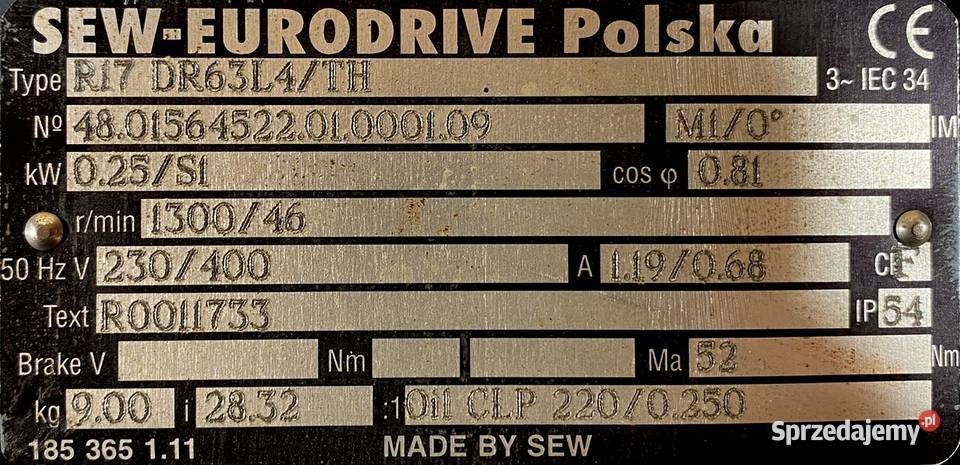 SEW-EURODRIVE Polska CE
Type R17 DR63L4/TH 3~ IEC 34
Nº 48.01564522.01.0001.09 M1/0° IM
kW 0.25/S1 cos φ 0.81
r/min 1300/46
50 Hz V 230/400 A 1.19/0.68 Cl F
Text R0011733 IP 54
Brake V Nm Ma 52 Nm
kg 9.00 i 28.32 :1 Oil CLP 220/0.250
185 365 1.11 MADE BY SEW
Sprzedajemy.pl